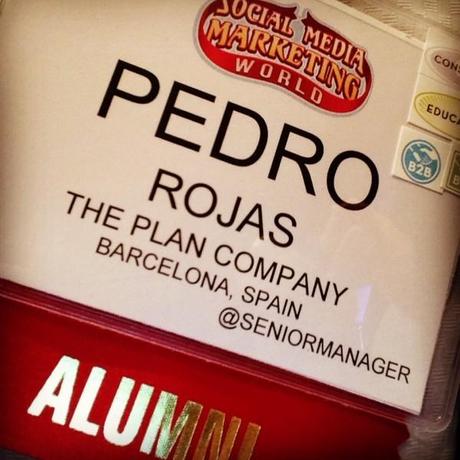 SOCIAL MEDIA
MARKETING
WORLD
PEDRO
ROJAS
THE PLAN COMPANY
BARCELONA, SPAIN
@SENIORMANAGER
B2B
ALUMNI